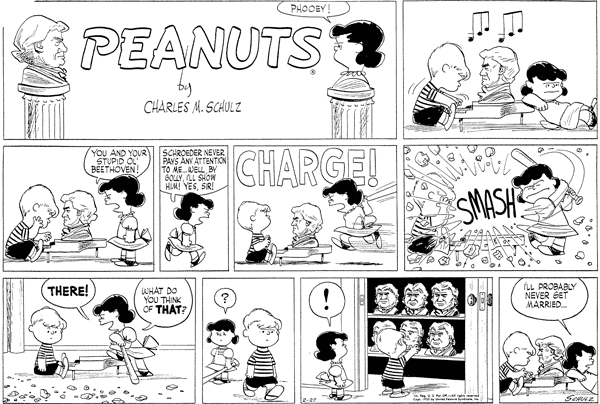 PHOOEY!
PEANUTS
®
by
CHARLES M. SCHULZ
YOU AND YOUR
STUPID OL'
BEETHOVEN!
SCHROEDER NEVER
PAYS ANY ATTENTION
TO ME...WELL, BY
GOLLY, I'LL SHOW
HIM! YES, SIR!
CHARGE!
SMASH
THERE!
WHAT DO
YOU THINK
OF THAT?
?
!
2-27
I'LL PROBABLY
NEVER GET
MARRIED...
SCHULZ